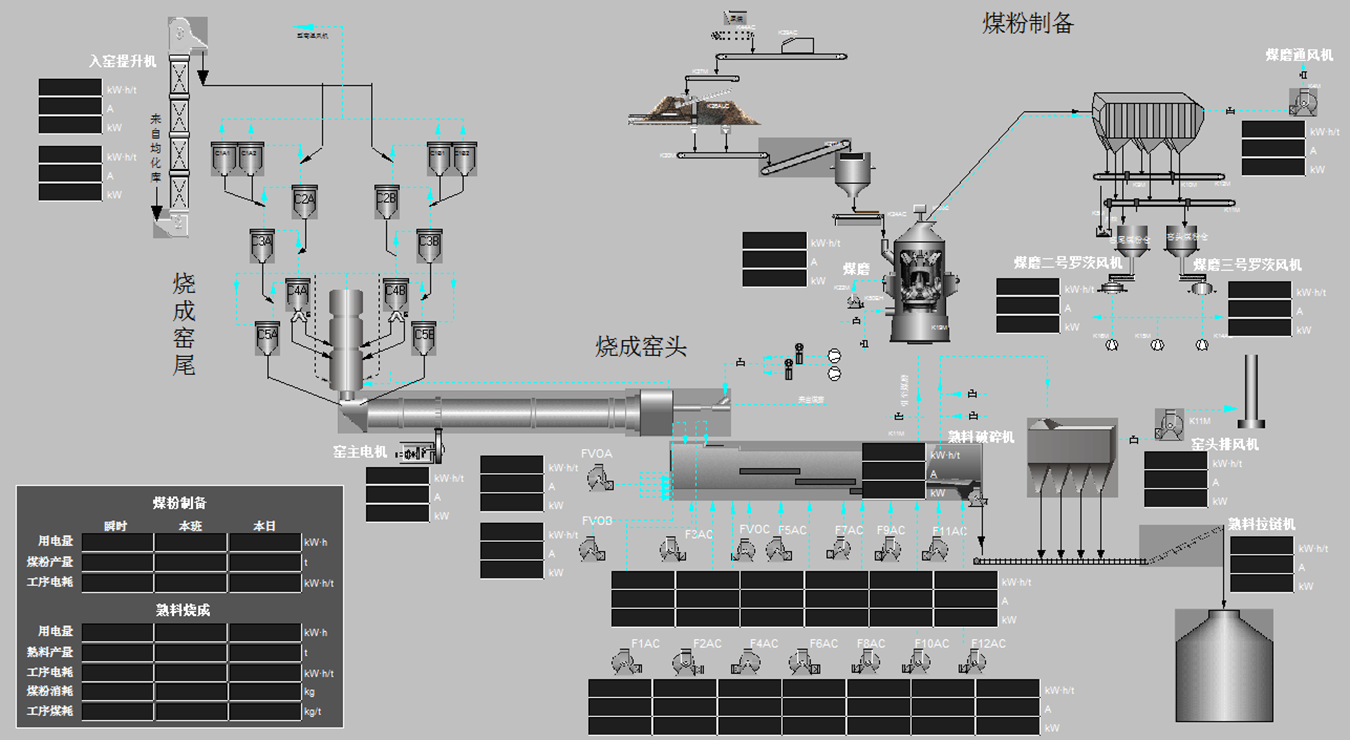 煤粉制备
煤磨通风机
kW·h/t
A
kW
入窑提升机
kW·h/t
A
kW
kW·h/t
A
kW
来自均化库
C1A1
C1A2
C1B1
C1B2
C2A
C2B
C3A
C3B
C4A
C4B
C5A
C5B
烧成窑尾
kW·h/t
A
kW
煤磨
煤磨二号罗茨风机
kW·h/t
A
kW
煤磨三号罗茨风机
kW·h/t
A
kW
烧成窑头
窑主电机
kW·h/t
A
kW
kW·h/t
A
kW
kW·h/t
A
kW
熟料破碎机
kW·h/t
A
kW
K11M
窑头排风机
kW·h/t
A
kW
熟料拉链机
kW·h/t
A
kW
FVOA
FVOB
F3AC
FVOC
F5AC
F7AC
F9AC
F11AC
kW·h/t
A
kW
F1AC
F2AC
F4AC
F6AC
F8AC
F10AC
F12AC
kW·h/t
A
kW
煤粉制备
瞬时 本班 本日
用电量 kW·h
煤粉产量 t
工序电耗 kW·h/t
熟料烧成
用电量 kW·h
熟料产量 t
工序电耗 kW·h/t
煤粉消耗 kg
工序煤耗 kg/t